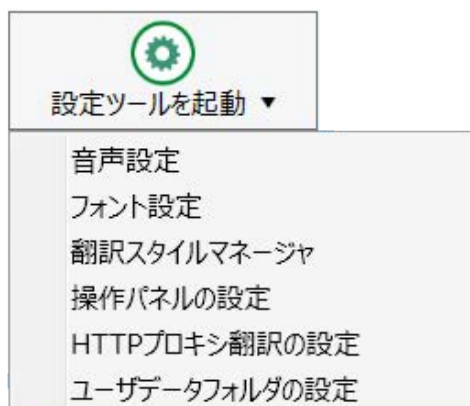 設定ツールを起動 ▼
音声設定
フォント設定
翻訳スタイルマネージャ
操作パネルの設定
HTTPプロキシ翻訳の設定
ユーザデータフォルダの設定